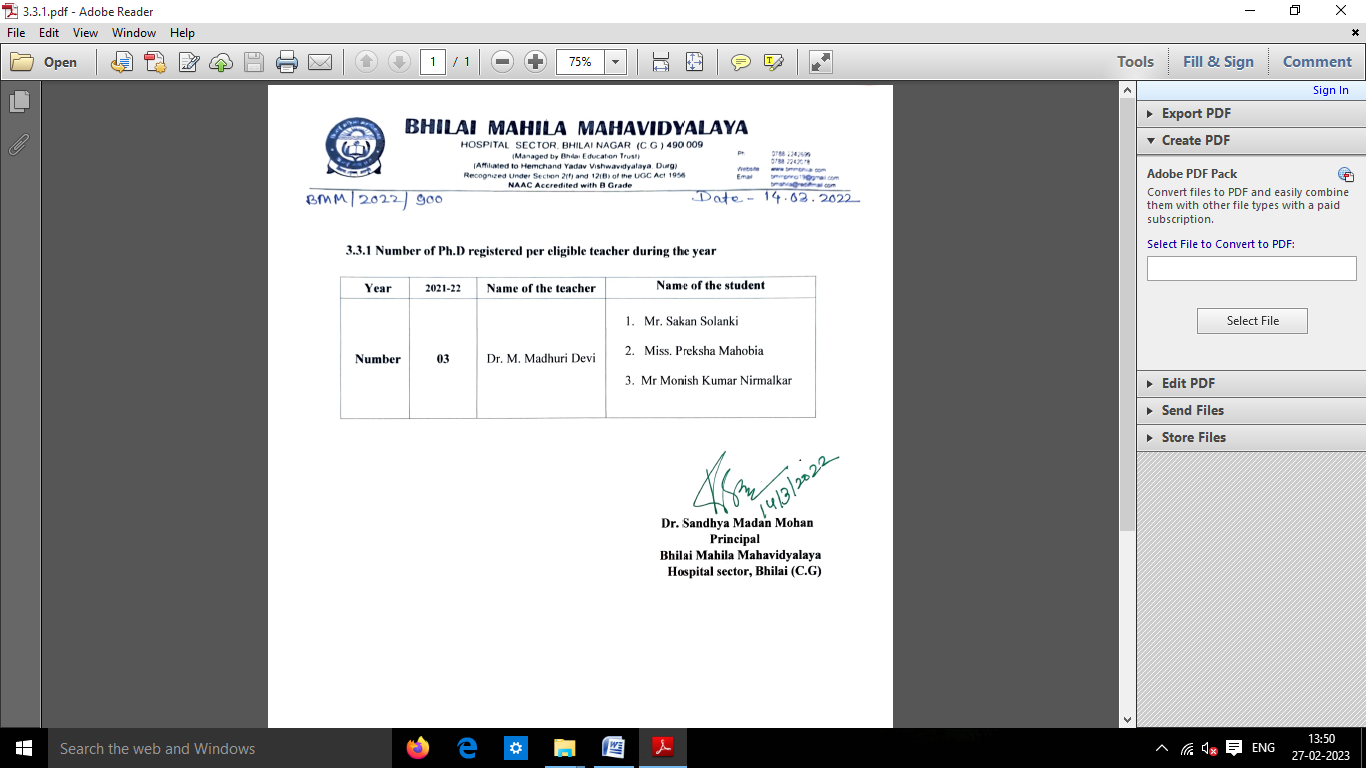 3.3.1.pdf - Adobe Reader
File Edit View Window Help
Open 1 / 1 75% Tools Fill & Sign Comment
Sign In
Export PDF
Create PDF
Adobe PDF Pack
Convert files to PDF and easily combine
them with other file types with a paid
subscription.
Select File to Convert to PDF:
Select File
Edit PDF
Send Files
Store Files
BHILAI MAHILA MAHAVIDYALAYA
HOSPITAL SECTOR, BHILAI NAGAR (C.G.) 490 009
(Managed by Bhilai Education Trust)
(Affiliated to Hemchand Yadav Vishwavidyalaya, Durg)
Recognized Under Section 2(f) and 12(B) of the UGC Act 1956
NAAC Accredited with B Grade
Ph.
Website
Email
BMM/2022/900 Date - 14.03.2022
3.3.1 Number of Ph.D registered per eligible teacher during the year
Year 2021-22 Name of the teacher Name of the student
Number 03 Dr. M. Madhuri Devi
1. Mr. Sakan Solanki
2. Miss. Preksha Mahobia
3. Mr Monish Kumar Nirmalkar
14/3/2022
Dr. Sandhya Madan Mohan
Principal
Bhilai Mahila Mahavidyalaya
Hospital sector, Bhilai (C.G)
Search the web and Windows
ENG
13:50
27-02-2023